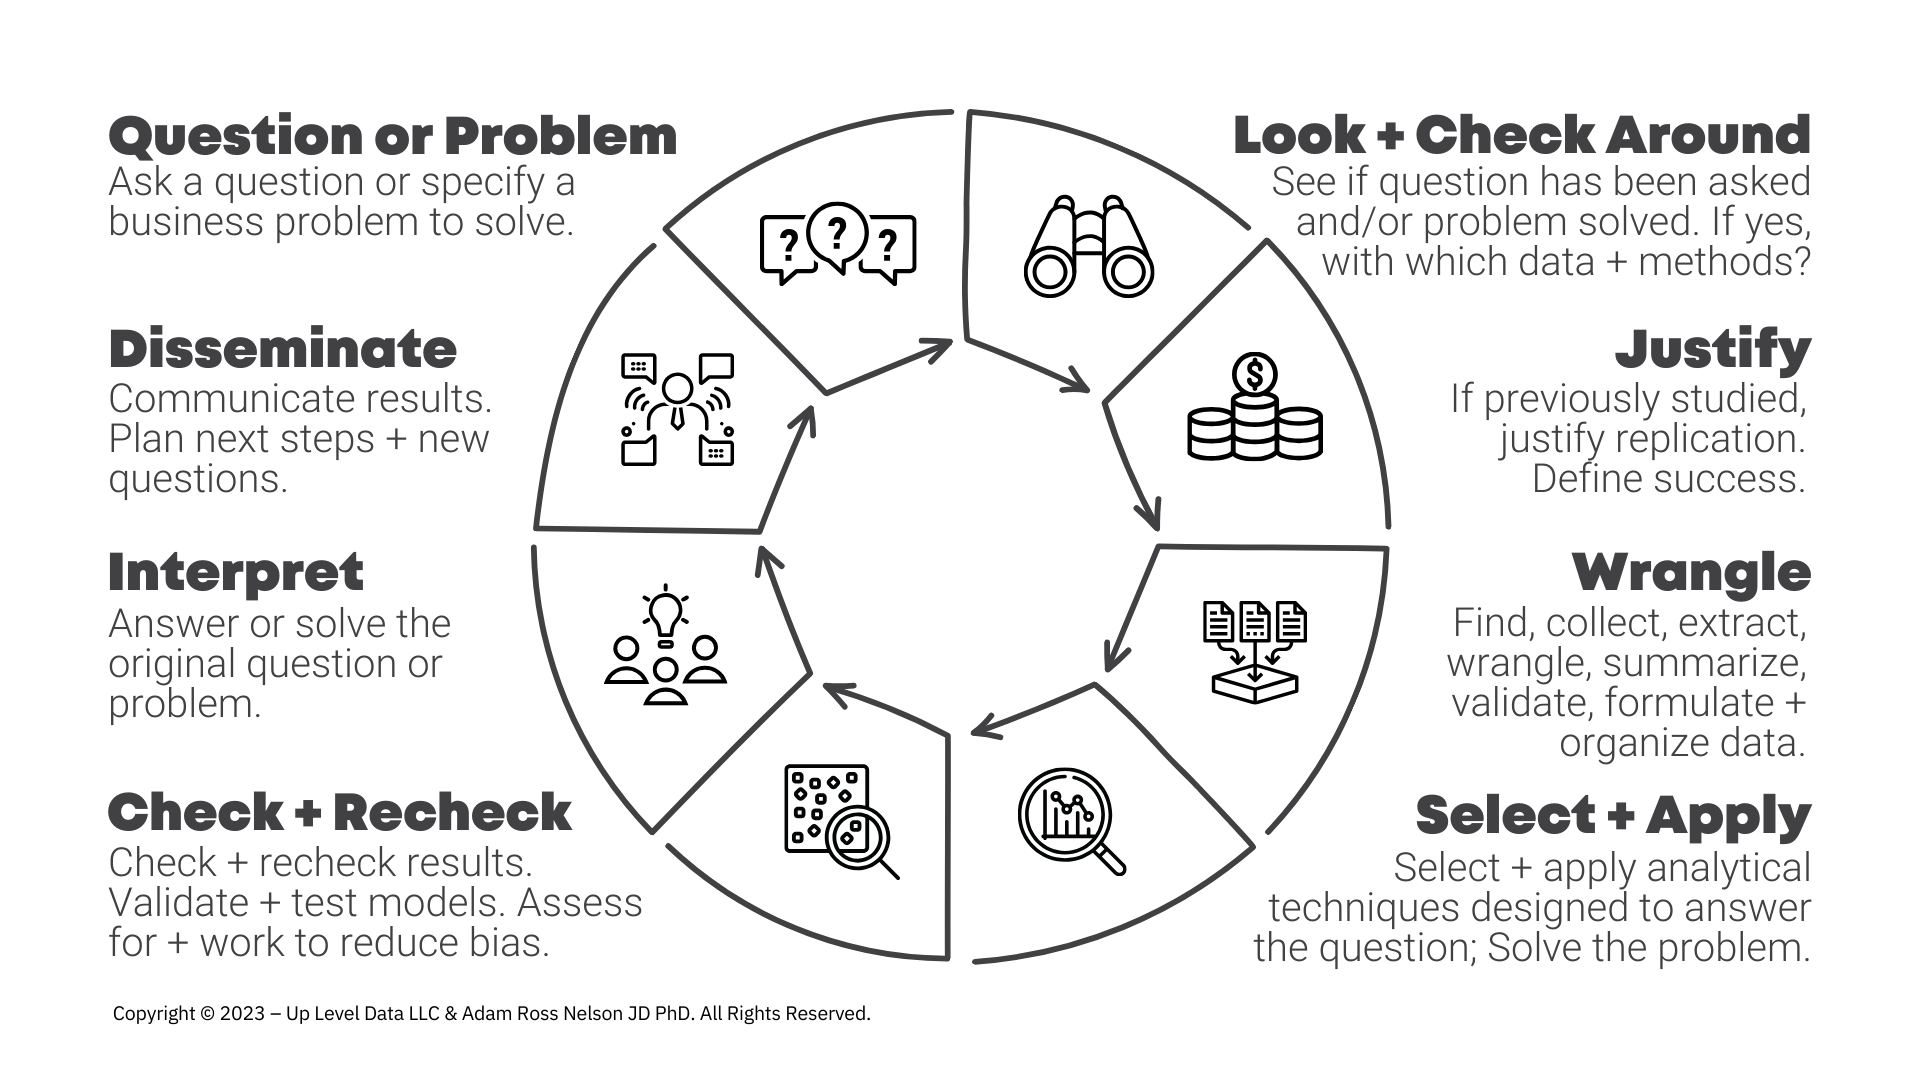 Question or Problem
Ask a question or specify a
business problem to solve.
Disseminate
Communicate results.
Plan next steps + new
questions.
Interpret
Answer or solve the
original question or
problem.
Check + Recheck
Check + recheck results.
Validate + test models. Assess
for + work to reduce bias.
? ? ?
$
Look + Check Around
See if question has been asked
and/or problem solved. If yes,
with which data + methods?
Justify
If previously studied,
justify replication.
Define success.
Wrangle
Find, collect, extract,
wrangle, summarize,
validate, formulate +
organize data.
Select + Apply
Select + apply analytical
techniques designed to answer
the question; Solve the problem.
Copyright © 2023 – Up Level Data LLC & Adam Ross Nelson JD PhD. All Rights Reserved.